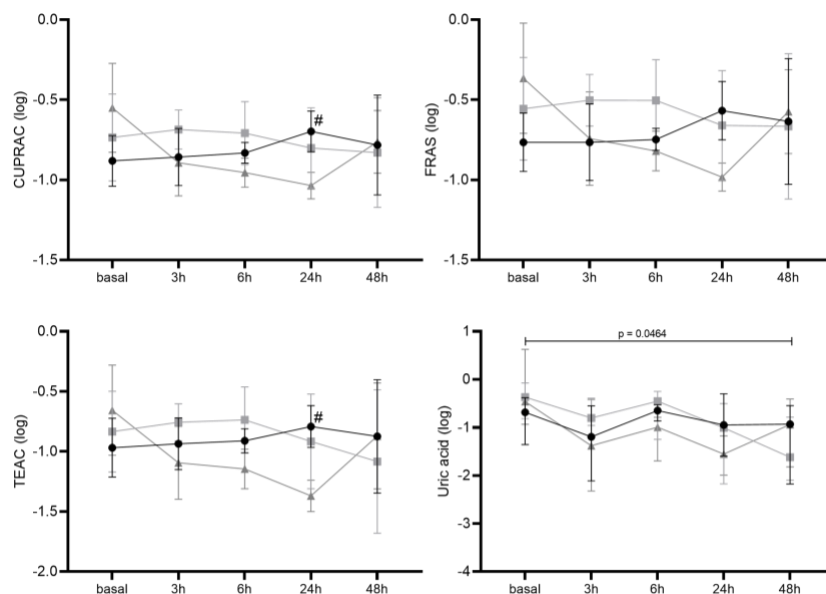 0.0
-0.5
-1.0
-1.5
CUPRAC (log)
#
basal 3h 6h 24h 48h
0.0
-0.5
-1.0
-1.5
FRAS (log)
basal 3h 6h 24h 48h
0.0
-0.5
-1.0
-1.5
-2.0
TEAC (log)
#
basal 3h 6h 24h 48h
1
0
-1
-2
-3
-4
Uric acid (log)
p = 0.0464
basal 3h 6h 24h 48h